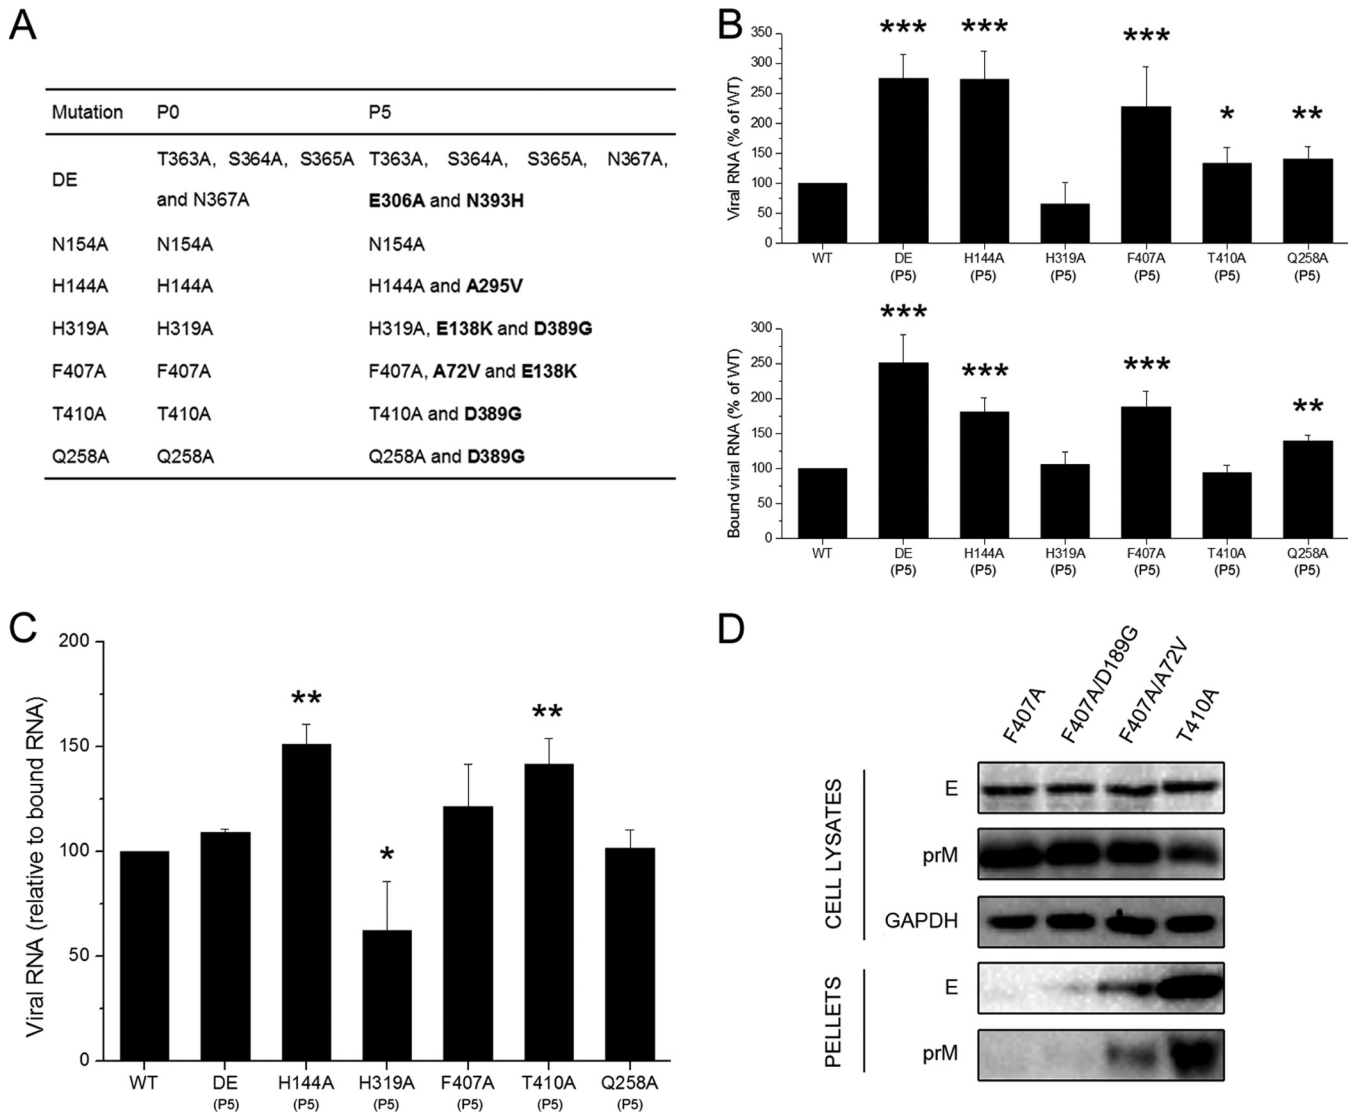 A
Mutation P0 P5
DE T363A, S364A, S365A T363A, S364A, S365A, N367A,
and N367A E306A and N393H
N154A N154A N154A
H144A H144A H144A and A295V
H319A H319A H319A, E138K and D389G
F407A F407A F407A, A72V and E138K
T410A T410A T410A and D389G
Q258A Q258A Q258A and D389G
B
Viral RNA (% of WT)
350
300
250
200
150
100
50
0
*** *** *** * **
WT DE H144A H319A F407A T410A Q258A
(P5) (P5) (P5) (P5) (P5) (P5)
Bound viral RNA (% of WT)
300
250
200
150
100
50
0
*** *** *** **
WT DE H144A H319A F407A T410A Q258A
(P5) (P5) (P5) (P5) (P5) (P5)
C
Viral RNA (relative to bound RNA)
200
150
100
50
0
** * **
WT DE H144A H319A F407A T410A Q258A
(P5) (P5) (P5) (P5) (P5) (P5)
D
F407A
F407A/D189G
F407A/A72V
T410A
CELL LYSATES
E
prM
GAPDH
PELLETS
E
prM